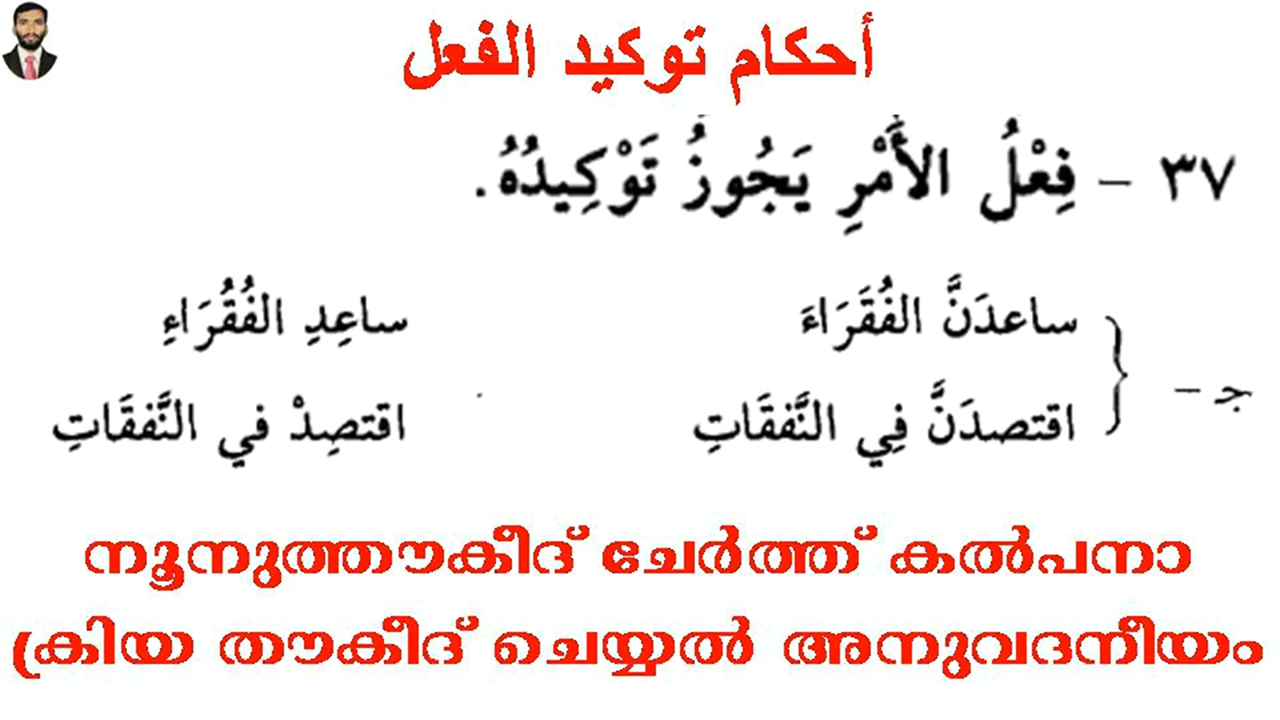 أحكام توكيد الفعل
٣٧ – فِعْلُ الأَمْرِ يَجُوزُ تَوْكِيدُهُ.
ساعدَنَّ الفُقَرَاءَ ساعِدِ الفُقُرَاءِ
جـ – اقتصدَنَّ فِي النَّفقَاتِ اقتصِدْ في النَّفقَاتِ
നൂനുത്തൗകീദ് ചേർത്ത് കൽപനാ
ക്രിയ തൗകീദ് ചെയ്യൽ അനുവദനീയം